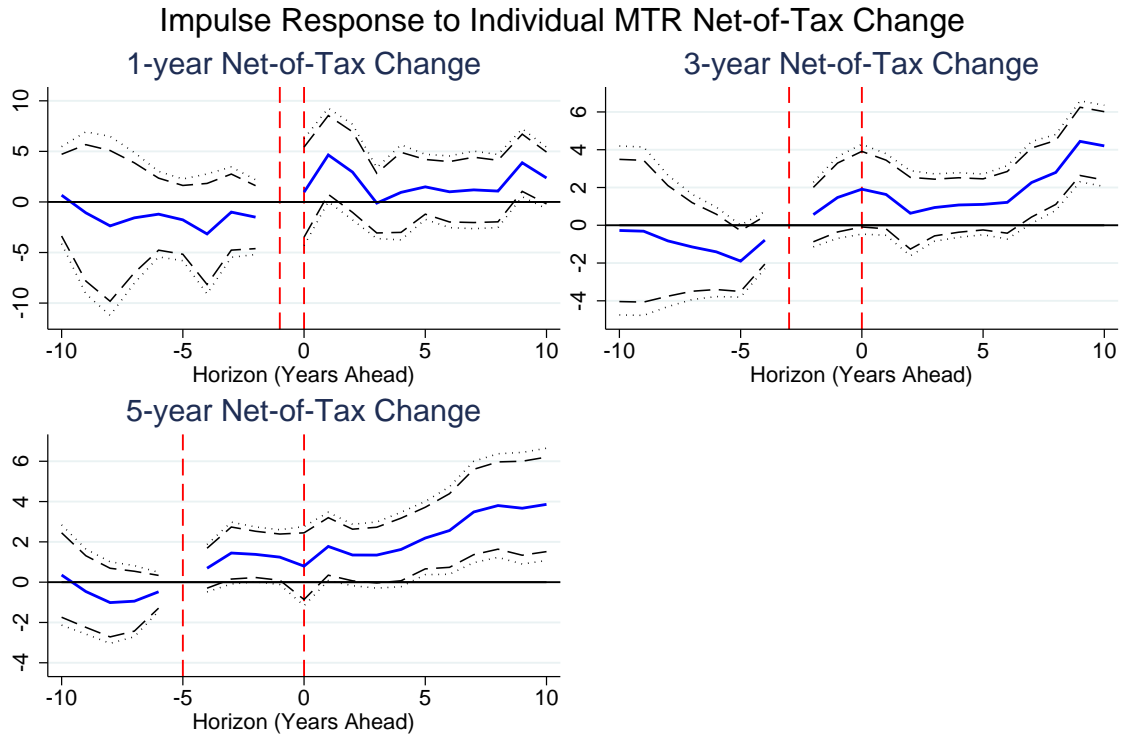 Impulse Response to Individual MTR Net-of-Tax Change
1-year Net-of-Tax Change
10
5
0
-5
-10
-10 -5 0 5 10
Horizon (Years Ahead)
3-year Net-of-Tax Change
6
4
2
0
-2
-4
-10 -5 0 5 10
Horizon (Years Ahead)
5-year Net-of-Tax Change
6
4
2
0
-2
-4
-10 -5 0 5 10
Horizon (Years Ahead)